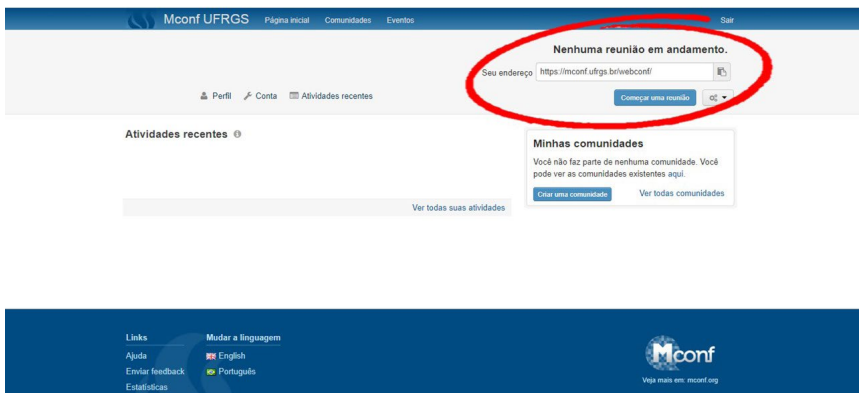 Mconf UFRGS Página inicial Comunidades Eventos Sair
Nenhuma reunião em andamento.
Seu endereço https://mconf.ufrgs.br/webconf/
Perfil Conta Atividades recentes
Começar uma reunião
Atividades recentes
Minhas comunidades
Você não faz parte de nenhuma comunidade. Você
pode ver as comunidades existentes aqui.
Criar uma comunidade Ver todas comunidades
Ver todas suas atividades
Links Mudar a linguagem
Ajuda English
Enviar feedback Português
Estatísticas
Mconf
Veja mais em: mconf.org